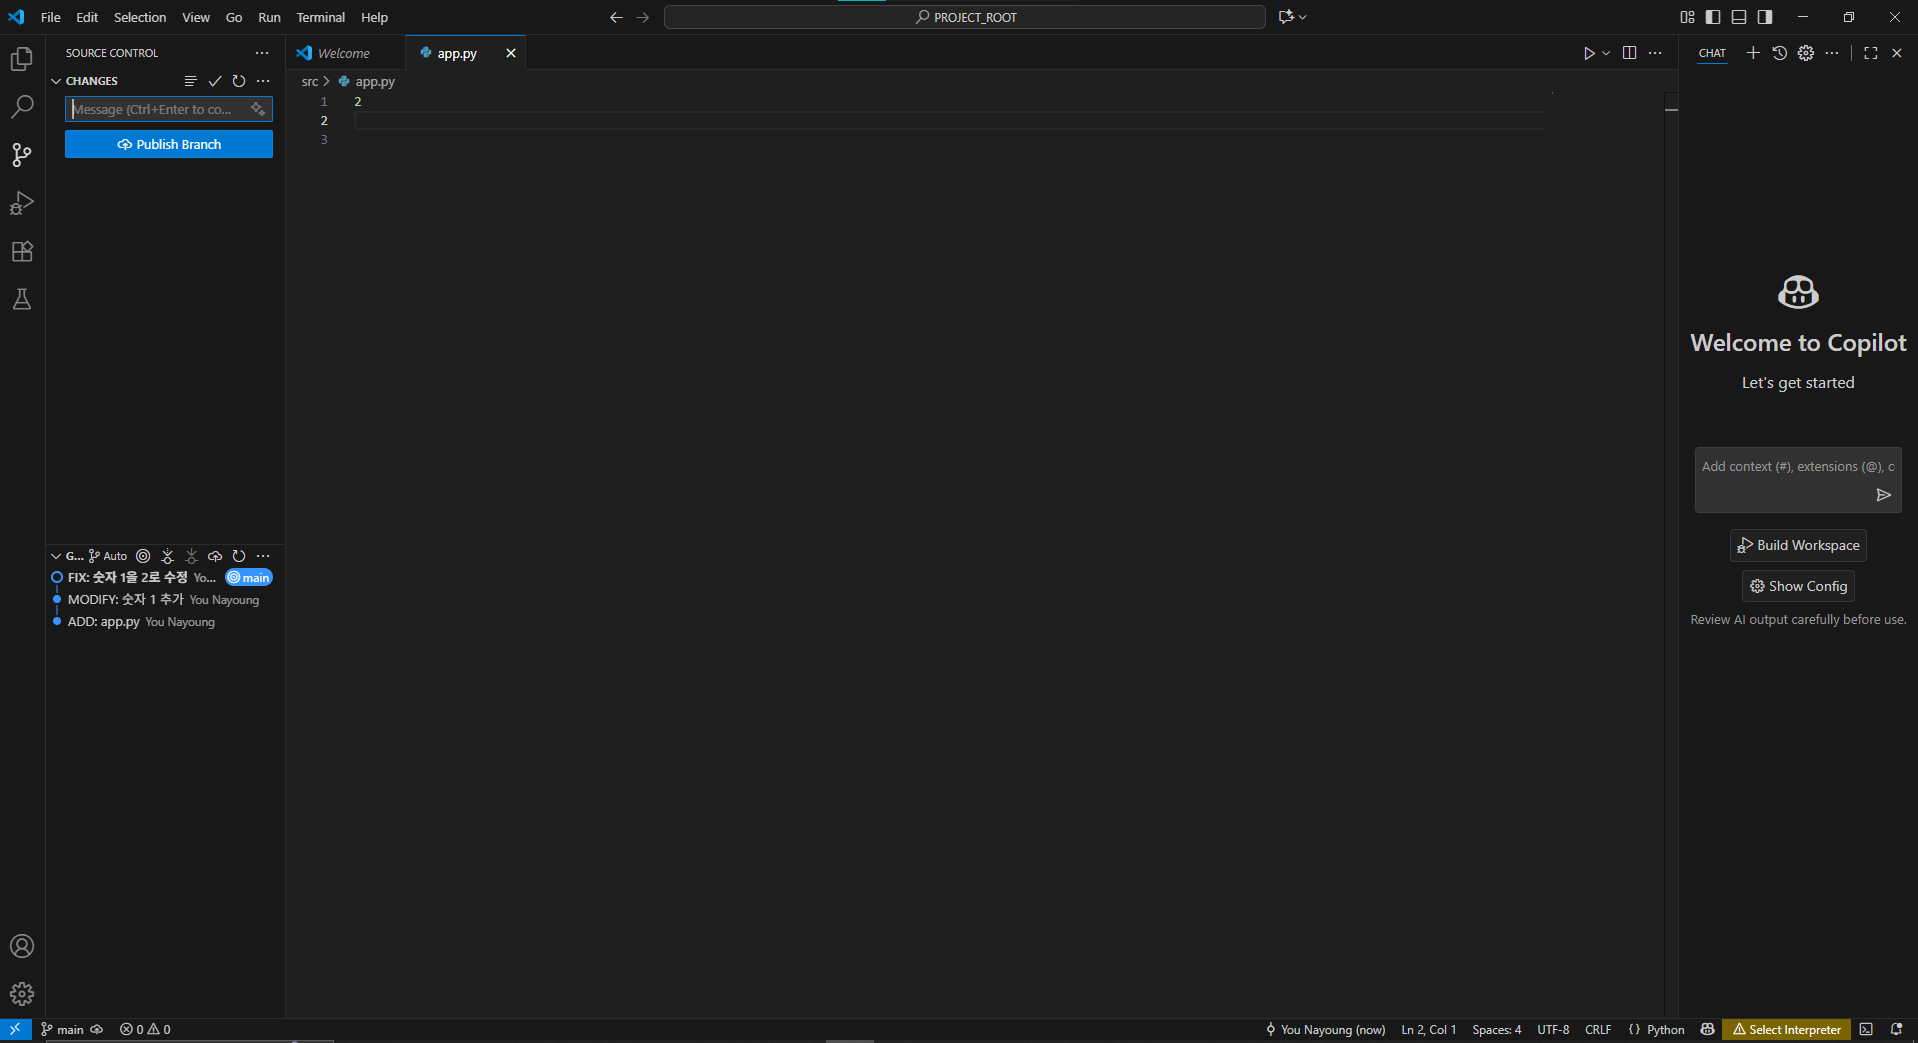 File Edit Selection View Go Run Terminal Help
PROJECT_ROOT
SOURCE CONTROL
CHANGES
Message (Ctrl+Enter to co...
Publish Branch
G... Auto
FIX: 숫자 1을 2로 수정 Yo... main
MODIFY: 숫자 1 추가 You Nayoung
ADD: app.py You Nayoung
Welcome
app.py
src > app.py
1 2
2
3
CHAT
Welcome to Copilot
Let's get started
Add context (#), extensions (@), c
Build Workspace
Show Config
Review AI output carefully before use.
main 0 0
You Nayoung (now) Ln 2, Col 1 Spaces: 4 UTF-8 CRLF {} Python Select Interpreter